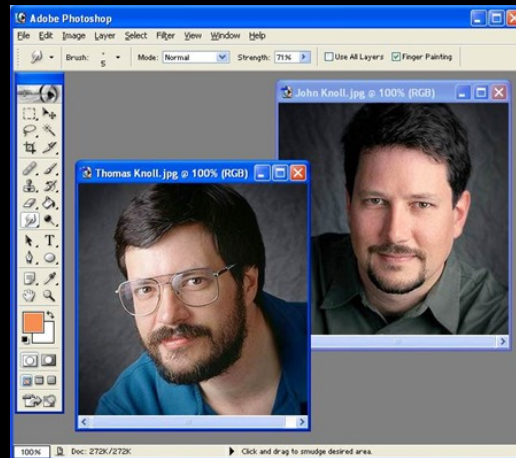 Adobe Photoshop
File Edit Image Layer Select Filter View Window Help
Brush: 5 Mode: Normal Strength: 71% Use All Layers Finger Painting
John Knoll.jpg @ 100% (RGB)
Thomas Knoll.jpg @ 100% (RGB)
T
100% Doc: 272K/272K Click and drag to smudge desired area.